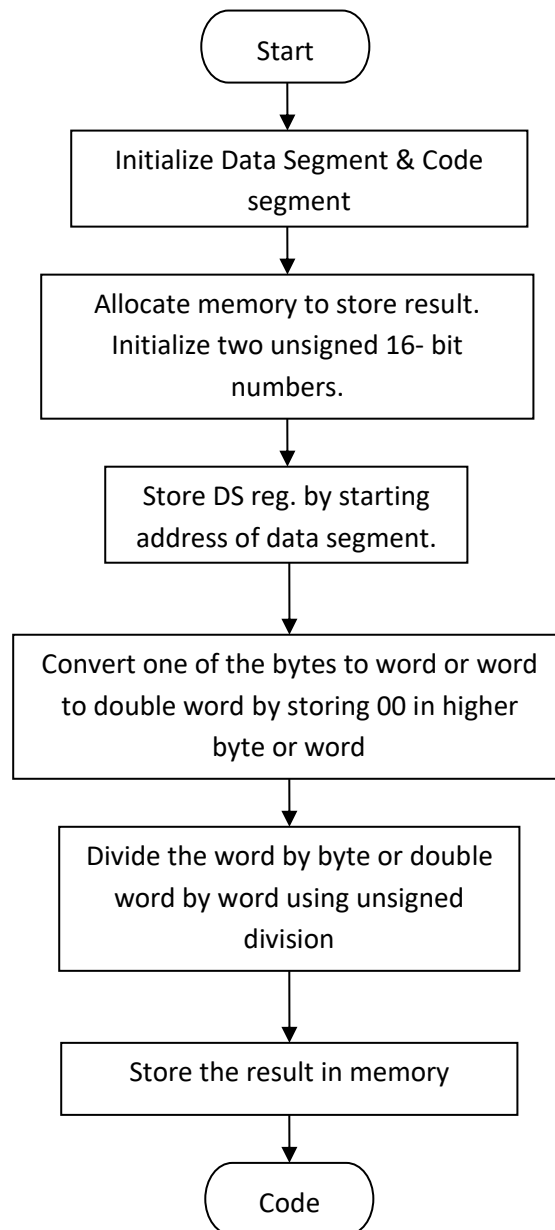 Start
Initialize Data Segment & Code
segment
Allocate memory to store result.
Initialize two unsigned 16- bit
numbers.
Store DS reg. by starting
address of data segment.
Convert one of the bytes to word or word
to double word by storing 00 in higher
byte or word
Divide the word by byte or double
word by word using unsigned
division
Store the result in memory
Code